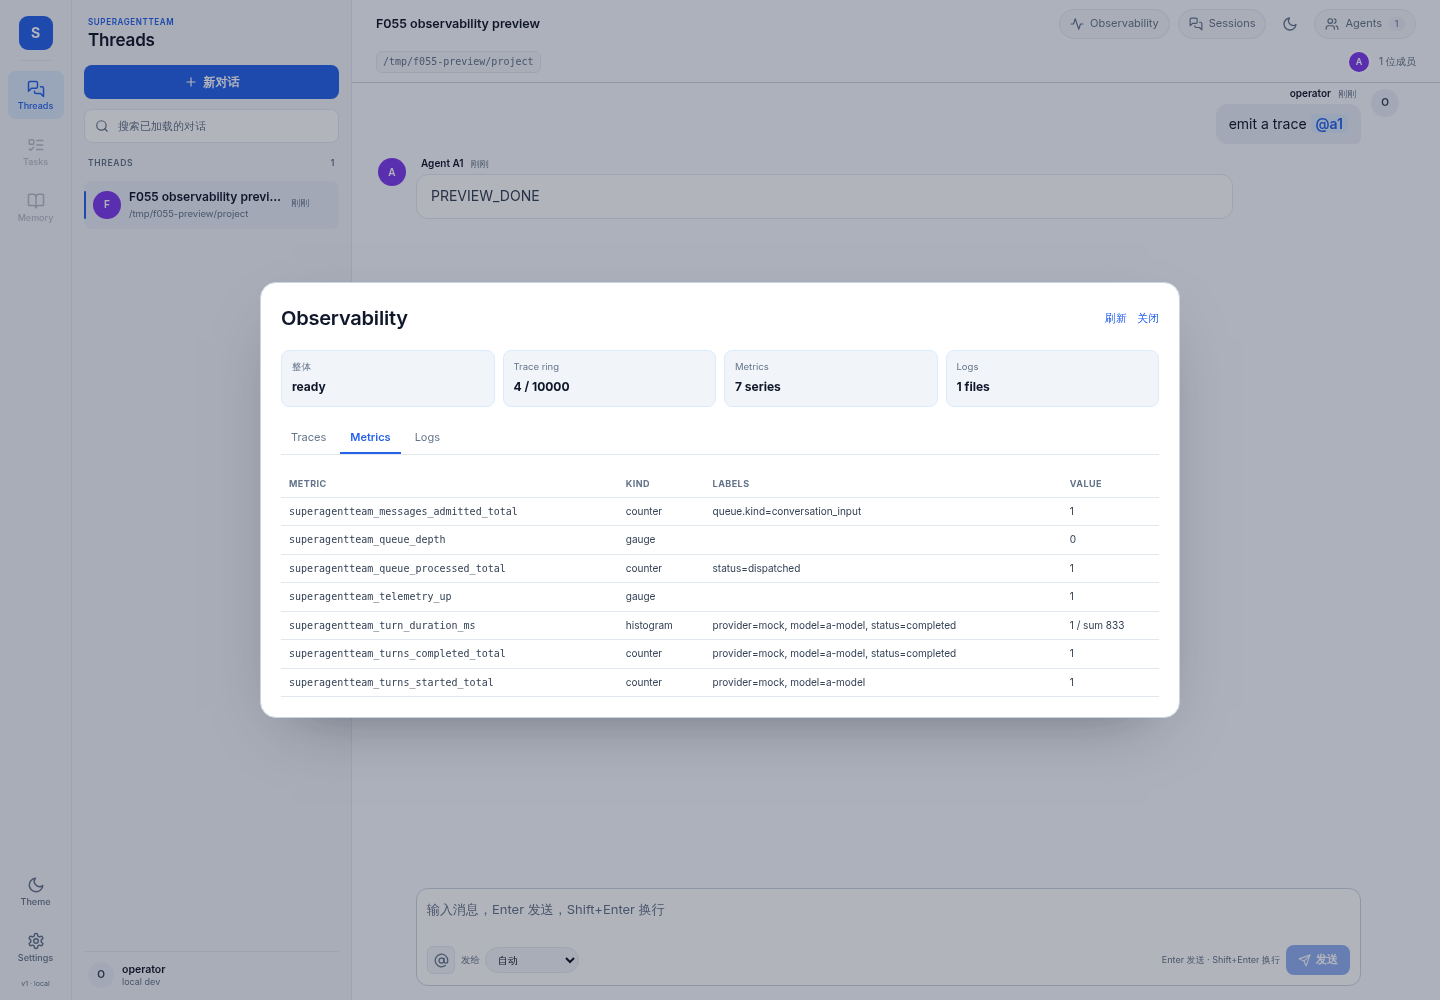 S
Threads
Tasks
Memory
Theme
Settings
v1 · local
SUPERAGENTTEAM
Threads
新对话
搜索已加载的对话
THREADS 1
F
F055 observability previ... 刚刚
/tmp/f055-preview/project
O
operator
local dev
F055 observability preview
Observability Sessions Agents 1
/tmp/f055-preview/project
A 1 位成员
operator 刚刚
O
emit a trace @a1
A
Agent A1 刚刚
PREVIEW_DONE
Observability
刷新 关闭
整体
ready
Trace ring
4 / 10000
Metrics
7 series
Logs
1 files
Traces Metrics Logs
METRIC KIND LABELS VALUE
superagentteam_messages_admitted_total counter queue.kind=conversation_input 1
superagentteam_queue_depth gauge 0
superagentteam_queue_processed_total counter status=dispatched 1
superagentteam_telemetry_up gauge 1
superagentteam_turn_duration_ms histogram provider=mock, model=a-model, status=completed 1 / sum 833
superagentteam_turns_completed_total counter provider=mock, model=a-model, status=completed 1
superagentteam_turns_started_total counter provider=mock, model=a-model 1
输入消息，Enter 发送，Shift+Enter 换行
@ 发给 自动
Enter 发送 · Shift+Enter 换行 发送